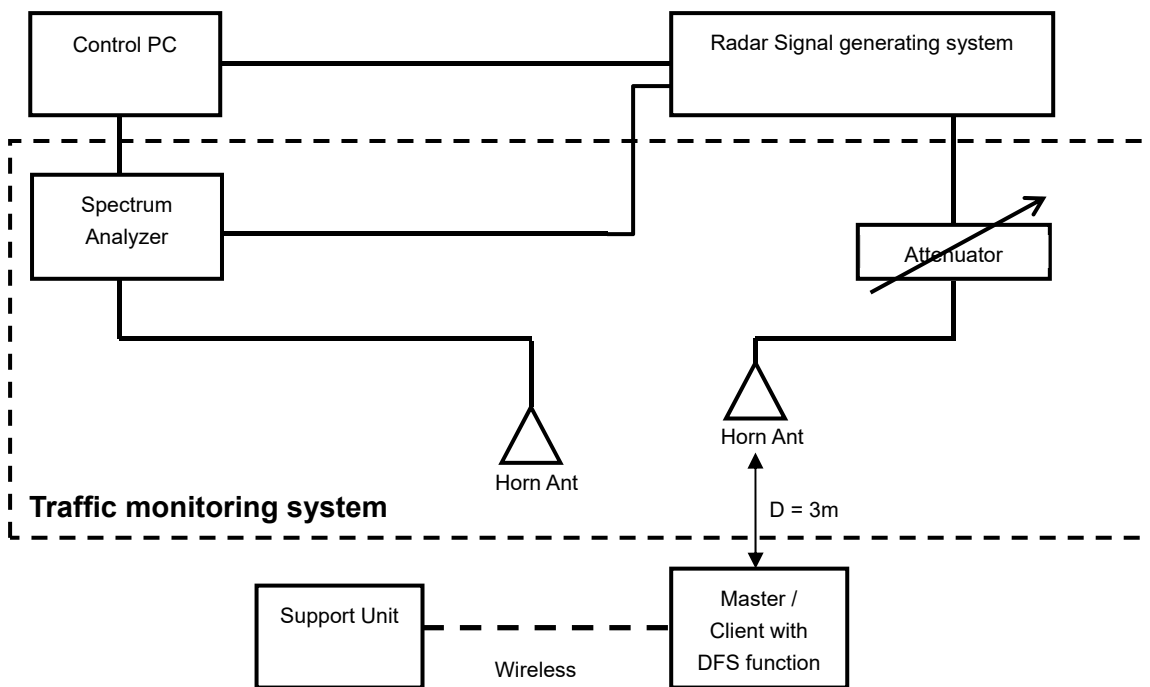 Control PC
Radar Signal generating system
Spectrum
Analyzer
Attenuator
Horn Ant
Horn Ant
Traffic monitoring system
D = 3m
Support Unit
Wireless
Master /
Client with
DFS function